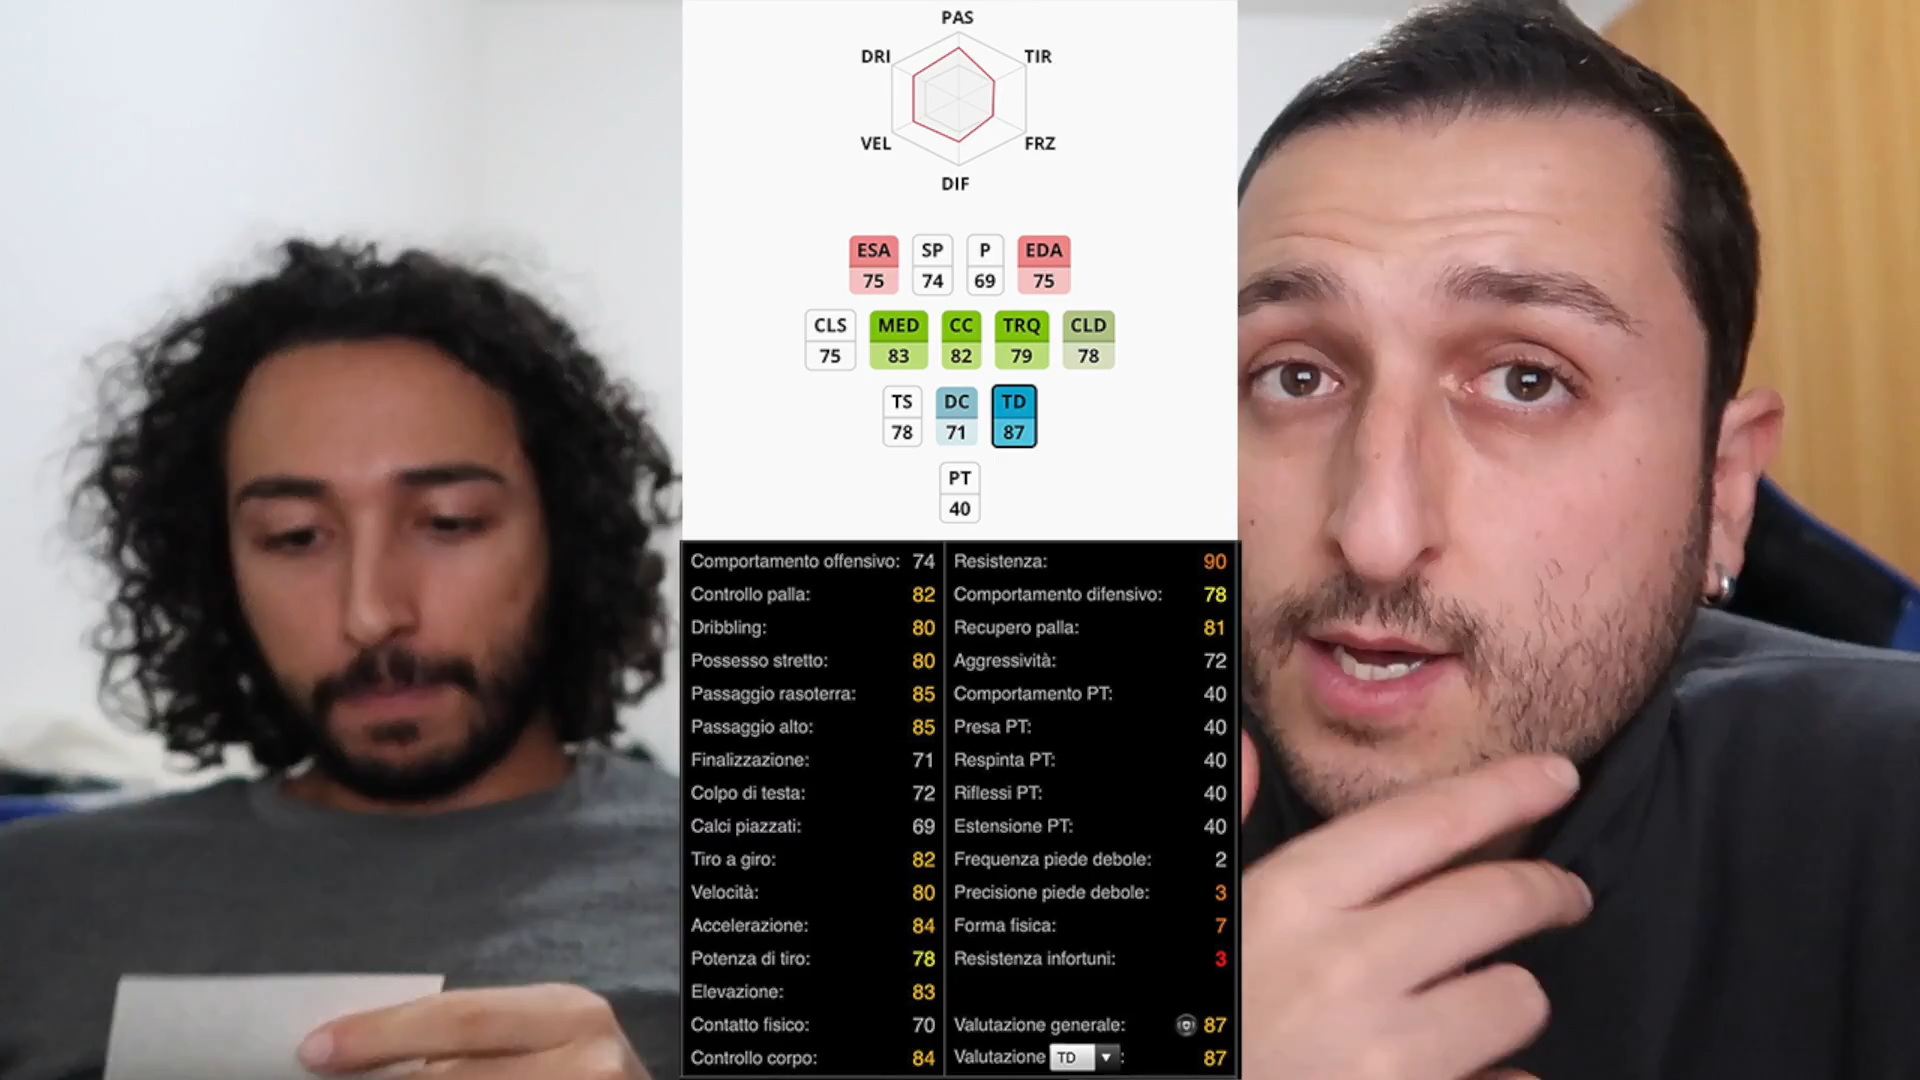 PAS
DRI TIR
VEL FRZ
DIF
ESA SP P EDA
75 74 69 75
CLS MED CC TRQ CLD
75 83 82 79 78
TS DC TD
78 71 87
PT
40
Comportamento offensivo: 74 Resistenza: 90
Controllo palla: 82 Comportamento difensivo: 78
Dribbling: 80 Recupero palla: 81
Possesso stretto: 80 Aggressività: 72
Passaggio rasoterra: 85 Comportamento PT: 40
Passaggio alto: 85 Presa PT: 40
Finalizzazione: 71 Respinta PT: 40
Colpo di testa: 72 Riflessi PT: 40
Calci piazzati: 69 Estensione PT: 40
Tiro a giro: 82 Frequenza piede debole: 2
Velocità: 80 Precisione piede debole: 3
Accelerazione: 84 Forma fisica: 7
Potenza di tiro: 78 Resistenza infortuni: 3
Elevazione: 83
Contatto fisico: 70 Valutazione generale: 87
Controllo corpo: 84 Valutazione TD : 87